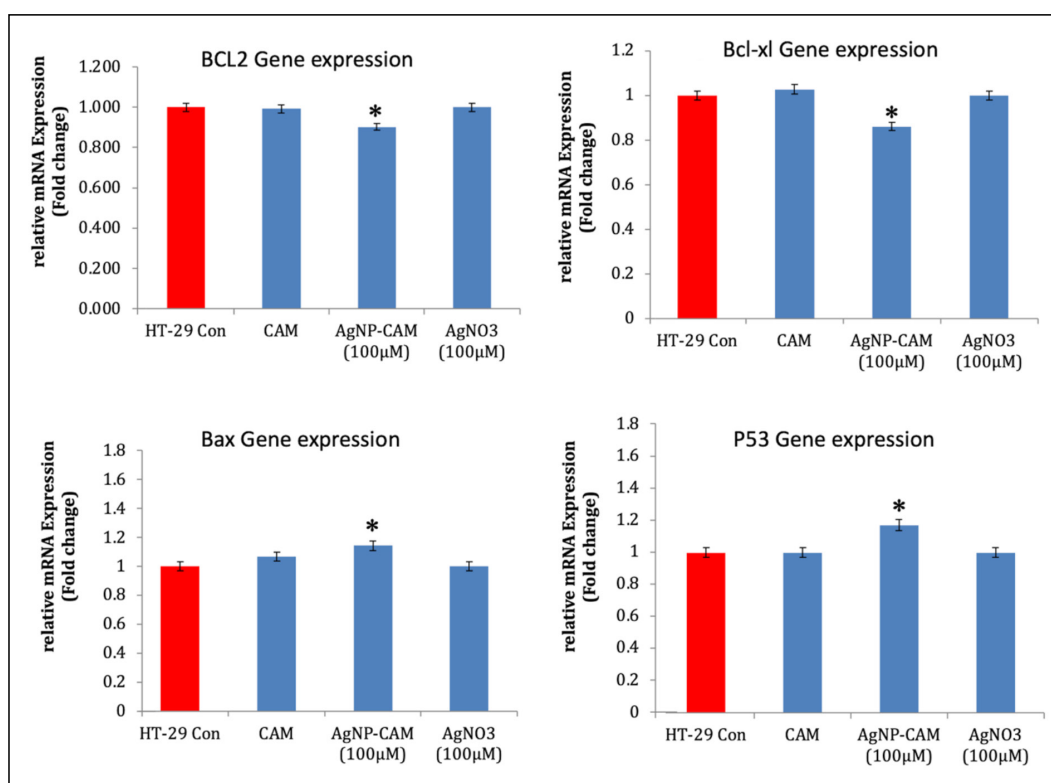 BCL2 Gene expression
relative mRNA Expression
(Fold change)
1.200
1.000
0.800
0.600
0.400
0.200
0.000
*
HT-29 Con
CAM
AgNP-CAM
(100µM)
AgNO3
(100µM)
Bcl-xl Gene expression
relative mRNA Expression
(Fold change)
1.2
1
0.8
0.6
0.4
0.2
0
*
HT-29 Con
CAM
AgNP-CAM
(100µM)
AgNO3
(100µM)
Bax Gene expression
relative mRNA Expression
(Fold change)
1.8
1.6
1.4
1.2
1
0.8
0.6
0.4
0.2
0
*
HT-29 Con
CAM
AgNP-CAM
(100µM)
AgNO3
(100µM)
P53 Gene expression
relative mRNA Expression
(Fold change)
1.8
1.6
1.4
1.2
1
0.8
0.6
0.4
0.2
0
*
HT-29 Con
CAM
AgNP-CAM
(100µM)
AgNO3
(100µM)